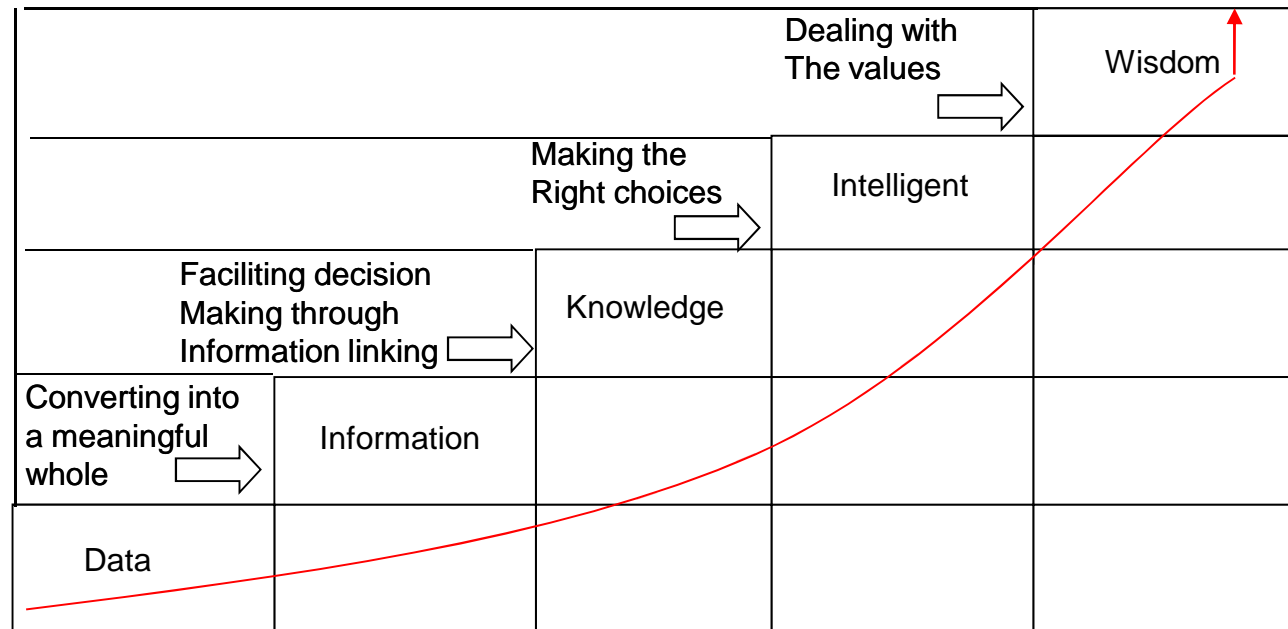 Dealing with
The values
Wisdom
Making the
Right choices
Intelligent
Faciliting decision
Making through
Information linking
Knowledge
Converting into
a meaningful
whole
Information
Data